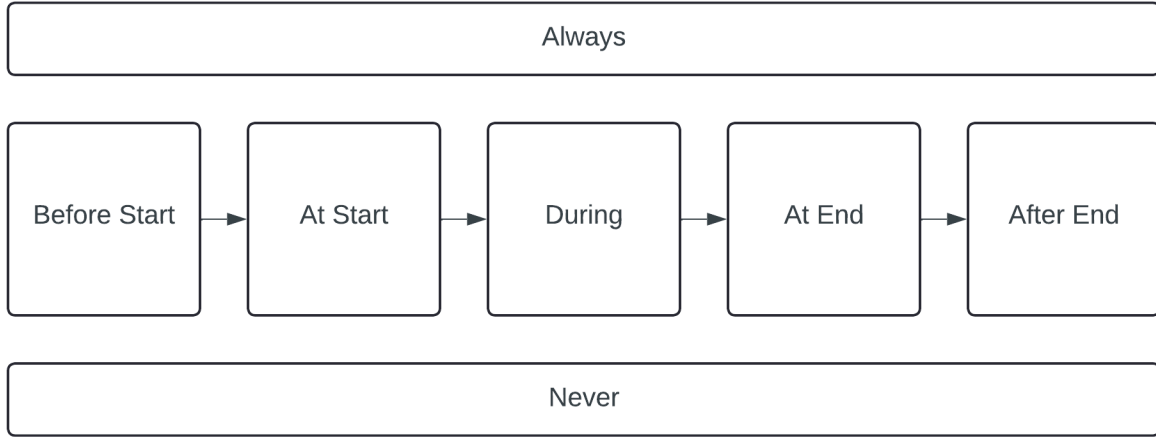 Always
Before Start
At Start
During
At End
After End
Never